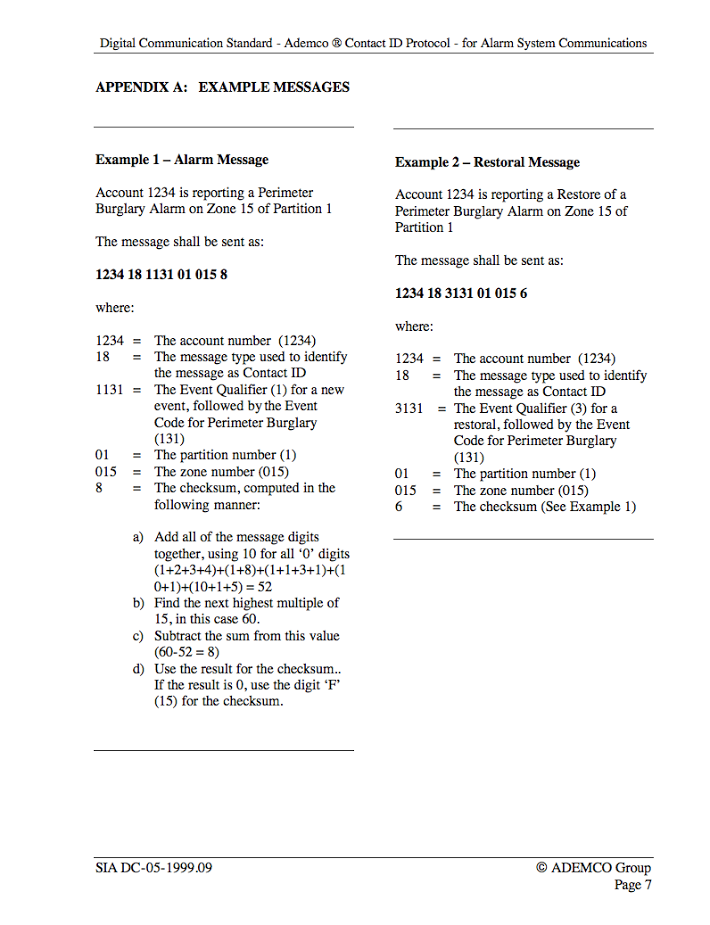 Digital Communication Standard - Ademco ® Contact ID Protocol - for Alarm System Communications
APPENDIX A: EXAMPLE MESSAGES
Example 1 – Alarm Message
Account 1234 is reporting a Perimeter
Burglary Alarm on Zone 15 of Partition 1
The message shall be sent as:
1234 18 1131 01 015 8
where:
1234 = The account number (1234)
18 = The message type used to identify
the message as Contact ID
1131 = The Event Qualifier (1) for a new
event, followed by the Event
Code for Perimeter Burglary
(131)
01 = The partition number (1)
015 = The zone number (015)
8 = The checksum, computed in the
following manner:
a) Add all of the message digits
together, using 10 for all ‘0’ digits
(1+2+3+4)+(1+8)+(1+1+3+1)+(1
0+1)+(10+1+5) = 52
b) Find the next highest multiple of
15, in this case 60.
c) Subtract the sum from this value
(60-52 = 8)
d) Use the result for the checksum..
If the result is 0, use the digit ‘F’
(15) for the checksum.
Example 2 – Restoral Message
Account 1234 is reporting a Restore of a
Perimeter Burglary Alarm on Zone 15 of
Partition 1
The message shall be sent as:
1234 18 3131 01 015 6
where:
1234 = The account number (1234)
18 = The message type used to identify
the message as Contact ID
3131 = The Event Qualifier (3) for a
restoral, followed by the Event
Code for Perimeter Burglary
(131)
01 = The partition number (1)
015 = The zone number (015)
6 = The checksum (See Example 1)
SIA DC-05-1999.09
© ADEMCO Group
Page 7